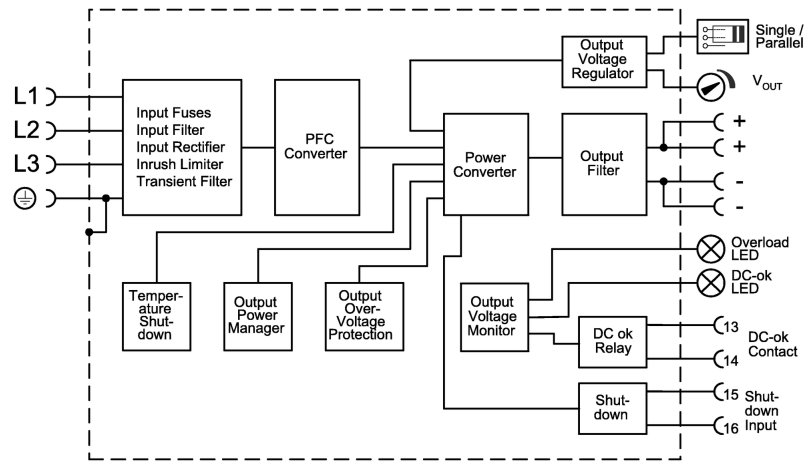 Output
Voltage
Regulator
Single /
Parallel
VOUT
L1
L2
L3
Input Fuses
Input Filter
Input Rectifier
Inrush Limiter
Transient Filter
PFC
Converter
Power
Converter
Output
Filter
+
+
-
-
Temper-
ature
Shut-
down
Output
Power
Manager
Output
Over-
Voltage
Protection
Output
Voltage
Monitor
Overload
LED
DC-ok
LED
DC ok
Relay
13
14
DC-ok
Contact
Shut-
down
15
16
Shut-
down
Input